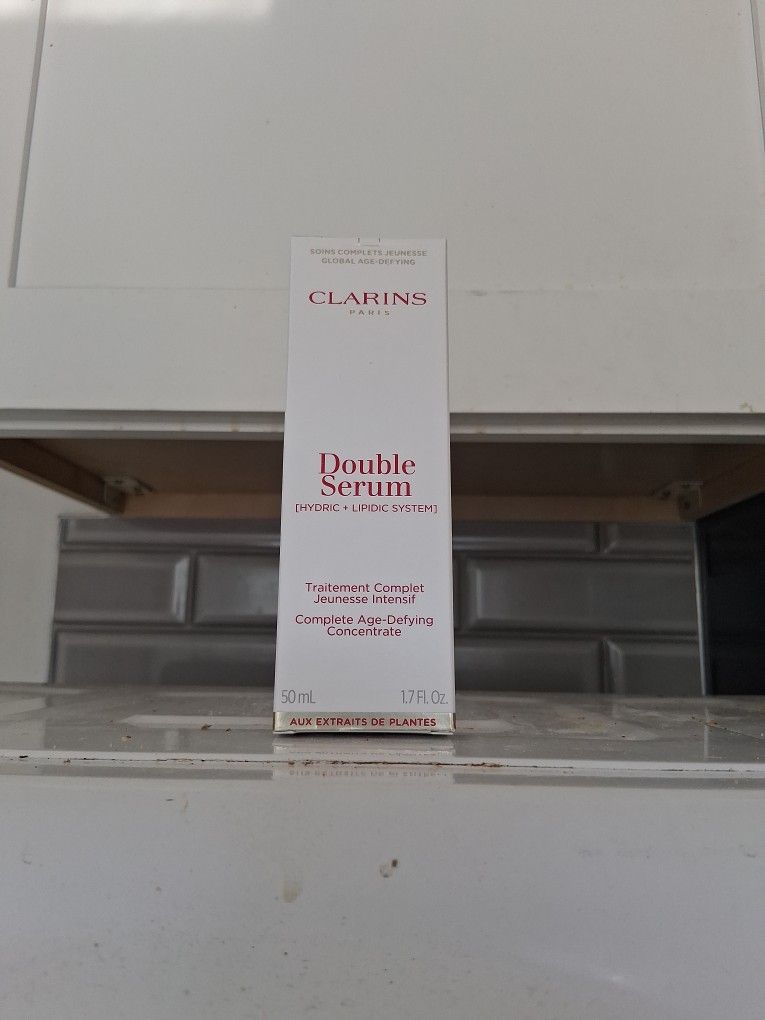 SOINS COMPLETS JEUNESSE
GLOBAL AGE-DEFYING
CLARINS
PARIS
Double
Serum
[HYDRIC + LIPIDIC SYSTEM]
Traitement Complet
Jeunesse Intensif
Complete Age-Defying
Concentrate
50 mL 1.7 Fl. Oz.
AUX EXTRAITS DE PLANTES